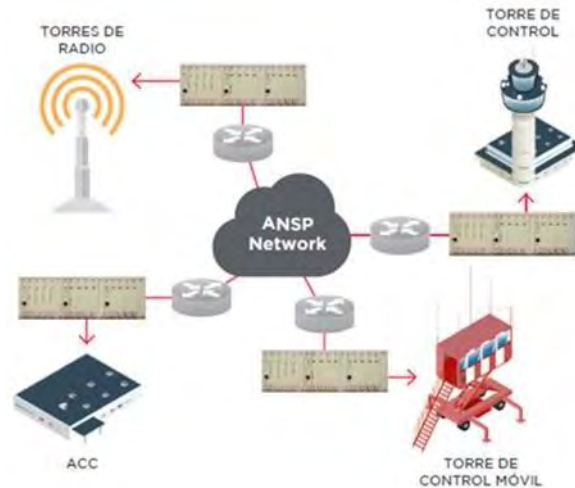 TORRES DE
RADIO
TORRE DE
CONTROL
ANSP
Network
ACC
TORRE DE
CONTROL MÓVIL